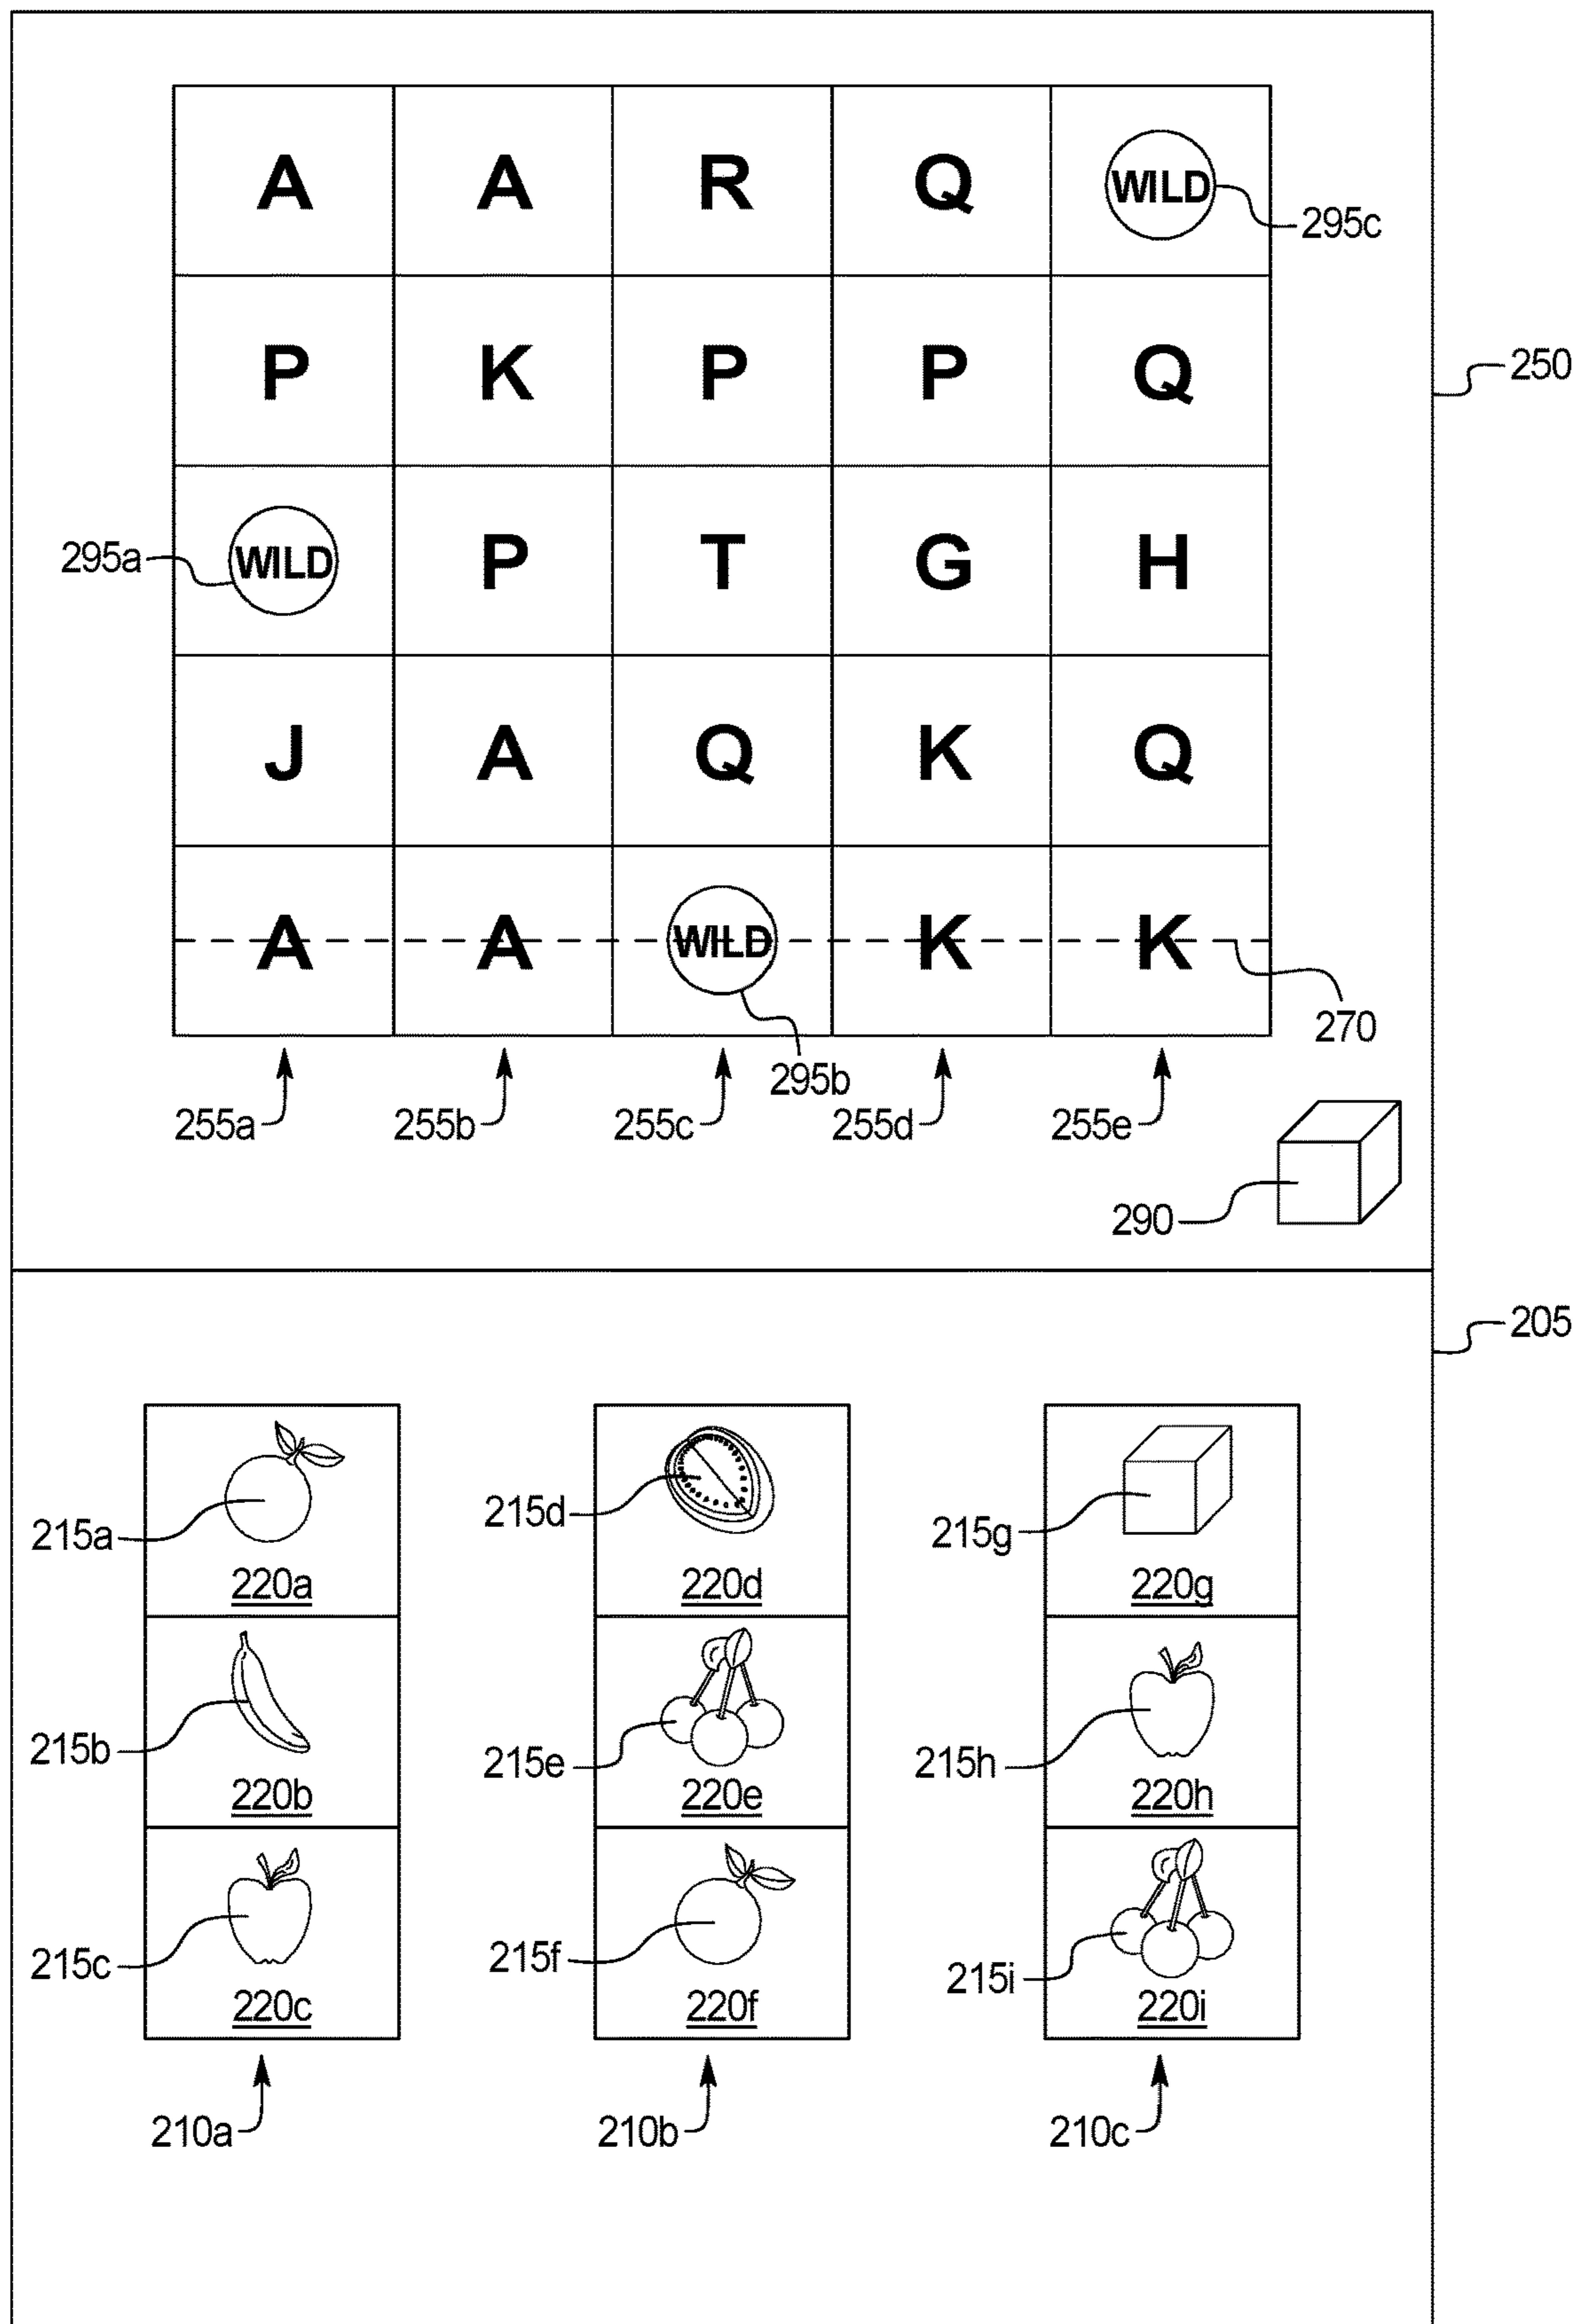 A A R Q WILD
295c
P K P P Q
250
295a WILD P T G H
J A Q K Q
A A WILD K K
270
295b
255a 255b 255c 255d 255e
290
205
215a 215d 215g
220a 220d 220g
215b 215e 215h
220b 220e 220h
215c 215f 215i
220c 220f 220i
210a 210b 210c